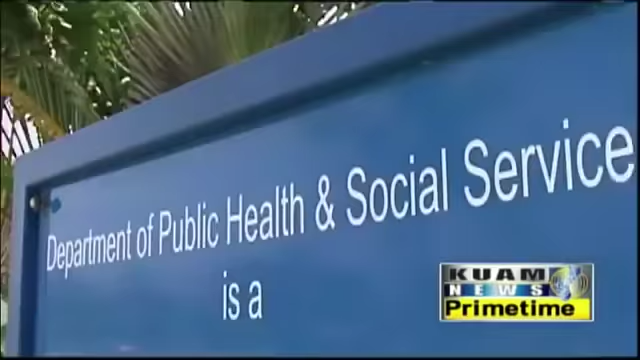 Department of Public Health & Social Service
is a
KUAM
NEWS
Primetime